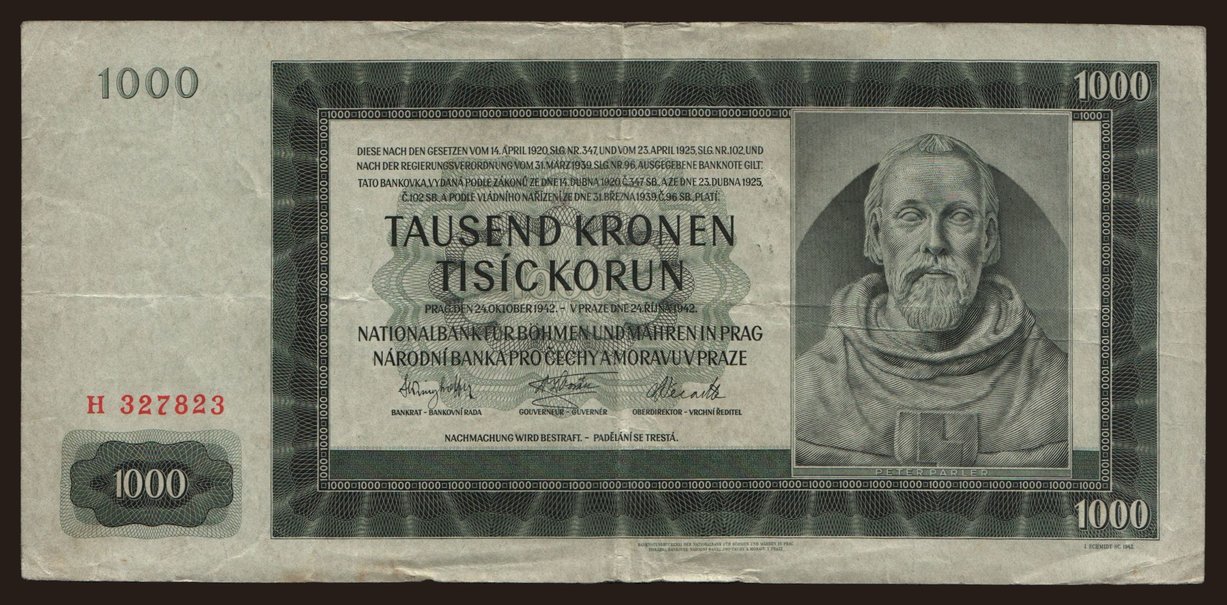 1000
1000
DIESE NACH DEN GESETZEN VOM 14. APRIL 1920, SLG. NR. 347, UND VOM 23. APRIL 1925, SLG. NR. 102, UND
NACH DER REGIERUNGSVERORDNUNG VOM 31. MÄRZ 1939, SLG. NR. 96, AUSGEGEBENE BANKNOTE GILT:
TATO BANKOVKA, VYDANÁ PODLE ZÁKONŮ ZE DNE 14. DUBNA 1920 Č. 347 SB. A ZE DNE 23. DUBNA 1925,
Č. 102 SB. A PODLE VLÁDNÍHO NAŘÍZENÍ ZE DNE 31. BŘEZNA 1939, Č. 96 SB., PLATÍ:
TAUSEND KRONEN
TISÍC KORUN
PRAG, DEN 24. OKTOBER 1942. – V PRAZE DNE 24. ŘÍJNA 1942.
NATIONALBANK FÜR BÖHMEN UND MÄHREN IN PRAG
NÁRODNÍ BANKA PRO ČECHY A MORAVU V PRAZE
BANKRAT – BANKOVNÍ RADA GOUVERNEUR – GUVERNÉR OBERDIREKTOR – VRCHNÍ ŘEDITEL
NACHMACHUNG WIRD BESTRAFT. – PADĚLÁNÍ SE TRESTÁ.
H 327823
1000
PETER PARLER
1000
J. SCHMIDT SC. 1942.